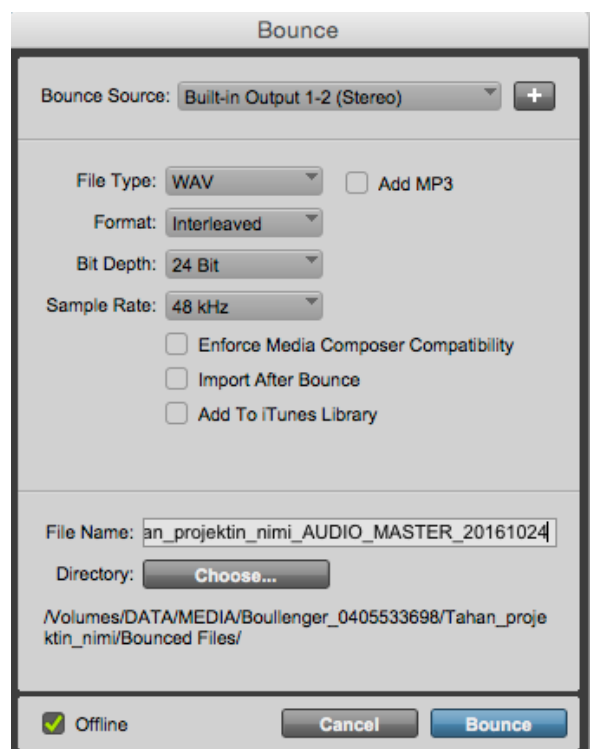 Bounce
Bounce Source: Built-in Output 1-2 (Stereo) +
File Type: WAV Add MP3
Format: Interleaved
Bit Depth: 24 Bit
Sample Rate: 48 kHz
Enforce Media Composer Compatibility
Import After Bounce
Add To iTunes Library
File Name: an_projektin_nimi_AUDIO_MASTER_20161024
Directory: Choose...
/Volumes/DATA/MEDIA/Boullenger_0405533698/Tahan_proje
ktin_nimi/Bounced Files/
Offline Cancel Bounce